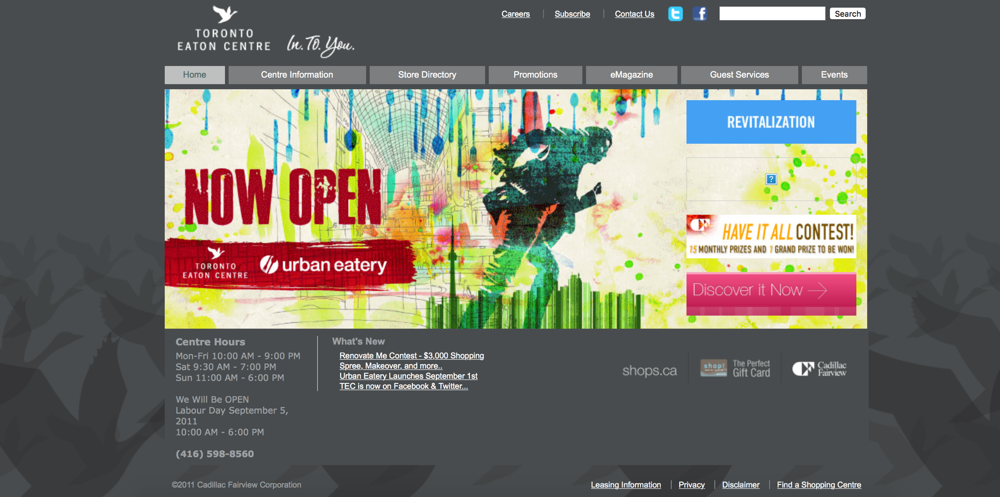 TORONTO
EATON CENTRE
In. To. You.
Careers
Subscribe
Contact Us
Search
Home
Centre Information
Store Directory
Promotions
eMagazine
Guest Services
Events
NOW OPEN
TORONTO
EATON CENTRE
urban eatery
REVITALIZATION
?
HAVE IT ALL CONTEST!
15 MONTHLY PRIZES AND 1 GRAND PRIZE TO BE WON!
Discover it Now
Centre Hours
Mon-Fri 10:00 AM - 9:00 PM
Sat 9:30 AM - 7:00 PM
Sun 11:00 AM - 6:00 PM
We Will Be OPEN
Labour Day September 5,
2011
10:00 AM - 6:00 PM
(416) 598-8560
What's New
Renovate Me Contest - $3,000 Shopping
Spree, Makeover, and more..
Urban Eatery Launches September 1st
TEC is now on Facebook & Twitter...
shops.ca
shop!
The Perfect
Gift Card
Cadillac
Fairview
©2011 Cadillac Fairview Corporation
Leasing Information
Privacy
Disclaimer
Find a Shopping Centre